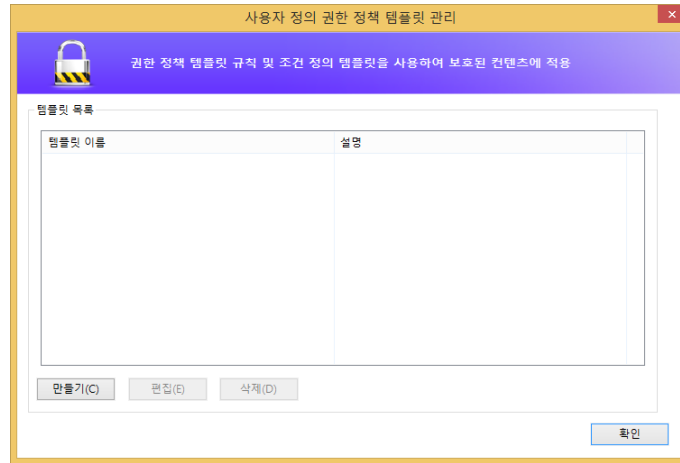 사용자 정의 권한 정책 템플릿 관리
권한 정책 템플릿 규칙 및 조건 정의 템플릿을 사용하여 보호된 컨텐츠에 적용
템플릿 목록
템플릿 이름 설명
만들기(C) 편집(E) 삭제(D)
확인